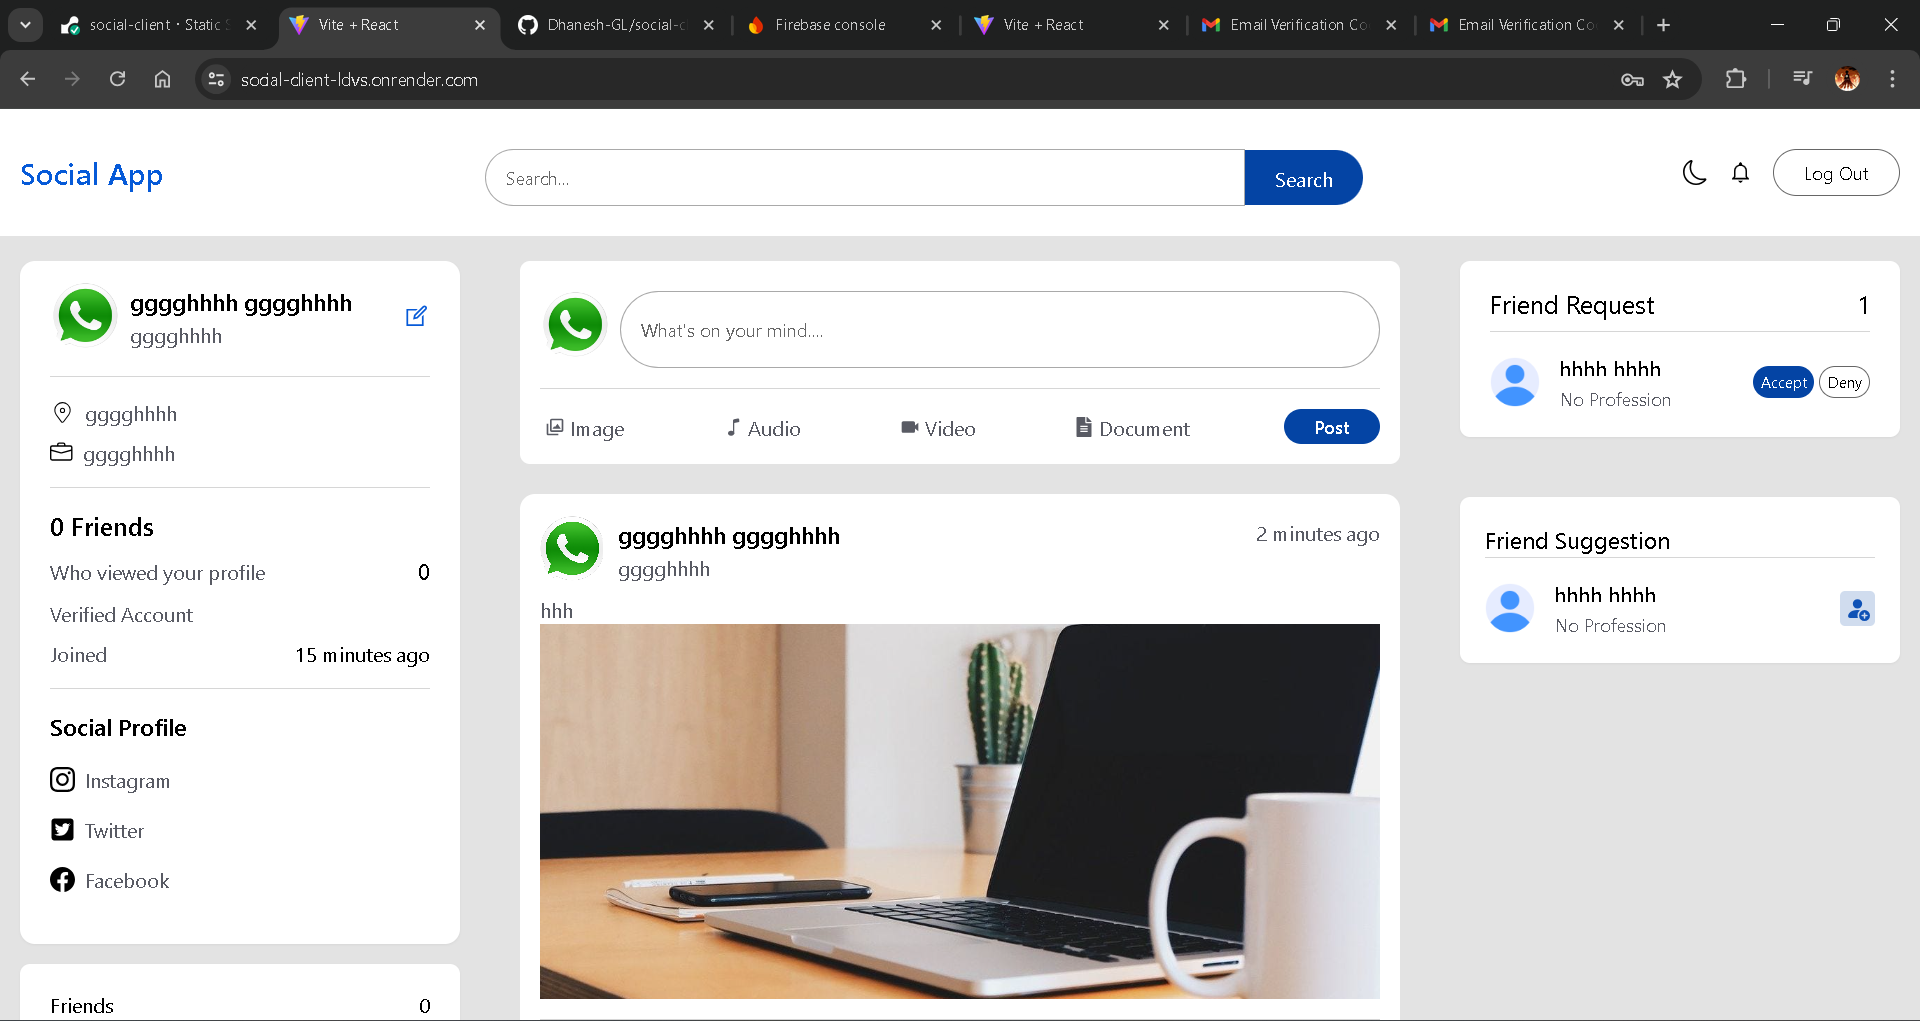 social-client · Static S
Vite + React
Dhanesh-GL/social-cl
Firebase console
Vite + React
Email Verification Co
Email Verification Co
social-client-ldvs.onrender.com
Social App
Search...
Search
Log Out
gggghhhh gggghhhh
gggghhhh
gggghhhh
gggghhhh
0 Friends
Who viewed your profile 0
Verified Account
Joined 15 minutes ago
Social Profile
Instagram
Twitter
Facebook
Friends 0
What's on your mind....
Image Audio Video Document Post
gggghhhh gggghhhh 2 minutes ago
gggghhhh
hhh
Friend Request 1
hhhh hhhh
No Profession
Accept Deny
Friend Suggestion
hhhh hhhh
No Profession